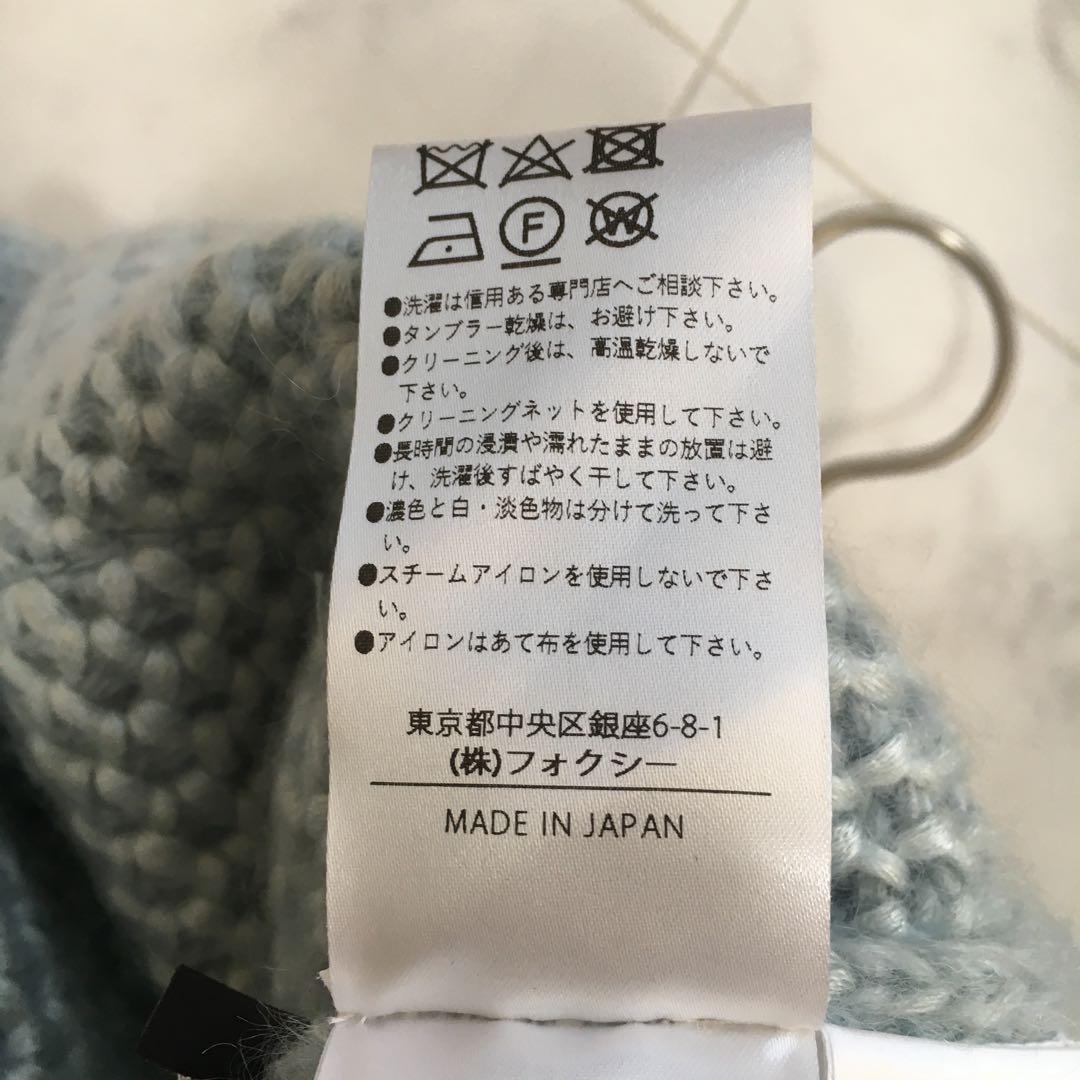 F W
●洗濯は信用ある専門店へご相談下さい。
●タンブラー乾燥は、お避け下さい。
●クリーニング後は、高温乾燥しないで
下さい。
●クリーニングネットを使用して下さい。
●長時間の浸漬や濡れたままの放置は避
け、洗濯後すばやく干して下さい。
●濃色と白・淡色物は分けて洗って下さ
い。
●スチームアイロンを使用しないで下さ
い。
●アイロンはあて布を使用して下さい。
東京都中央区銀座6-8-1
(株)フォクシー
MADE IN JAPAN